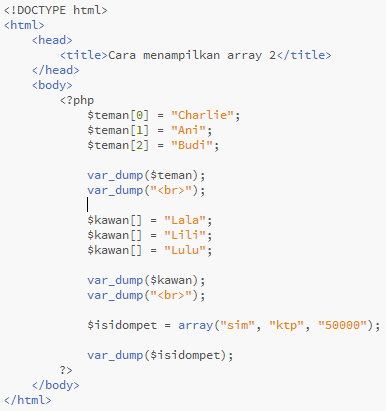 <!DOCTYPE html>
<html>
    <head>
        <title>Cara menampilkan array 2</title>
    </head>
    <body>
        <?php
            $teman[0] = "Charlie";
            $teman[1] = "Ani";
            $teman[2] = "Budi";

            var_dump($teman);
            var_dump("<br>");

            $kawan[] = "Lala";
            $kawan[] = "Lili";
            $kawan[] = "Lulu";

            var_dump($kawan);
            var_dump("<br>");

            $isidompet = array("sim", "ktp", "50000");

            var_dump($isidompet);
        ?>
    </body>
</html>